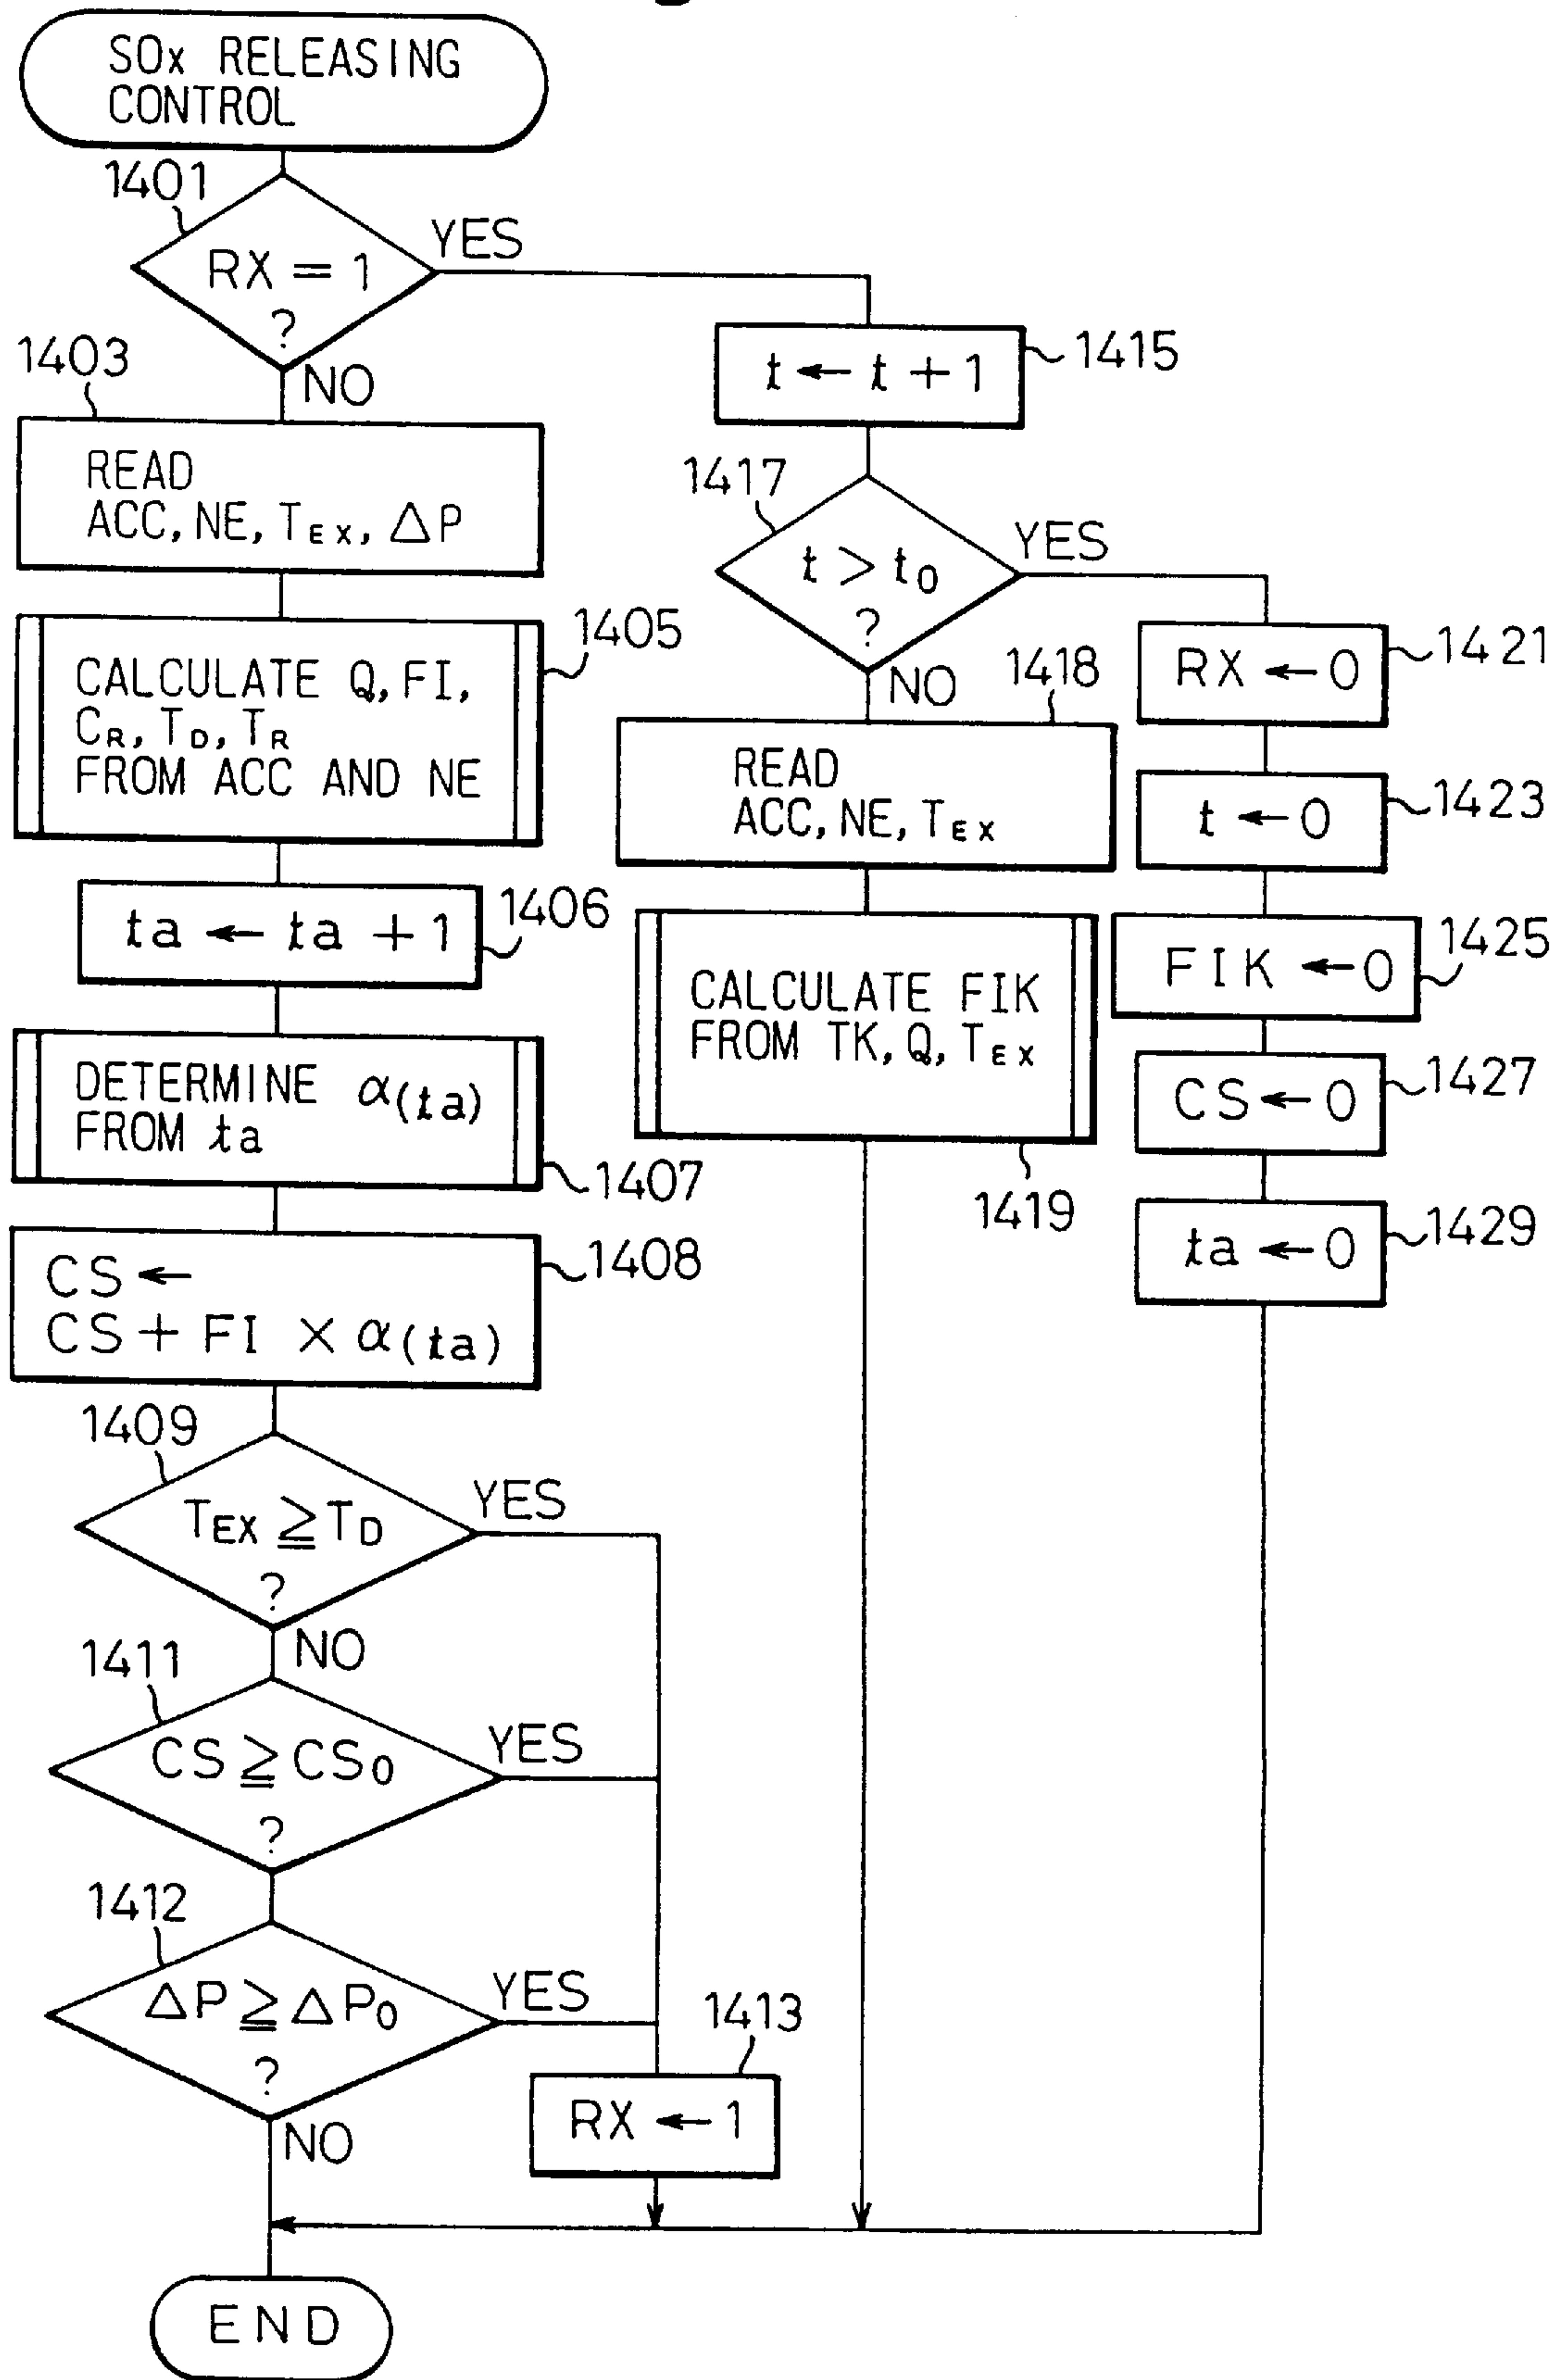 SOx RELEASING
CONTROL
1401
RX = 1
?
YES
NO
1403
READ
ACC, NE, TEX, △P
1405
CALCULATE Q, FI,
CR, TD, TR
FROM ACC AND NE
1406
ta ← ta + 1
DETERMINE α(ta)
FROM ta
1407
CS ←
CS + FI × α(ta)
1408
1409
TEX ≧ TD
?
YES
NO
1411
CS ≧ CS0
?
YES
1412
△P ≧ △P0
?
YES
NO
1413
RX ← 1
t ← t + 1
1415
1417
t > t0
?
YES
NO
1418
READ
ACC, NE, TEX
CALCULATE FIK
FROM TK, Q, TEX
1419
RX ← 0
1421
t ← 0
1423
FIK ← 0
1425
CS ← 0
1427
ta ← 0
1429
END